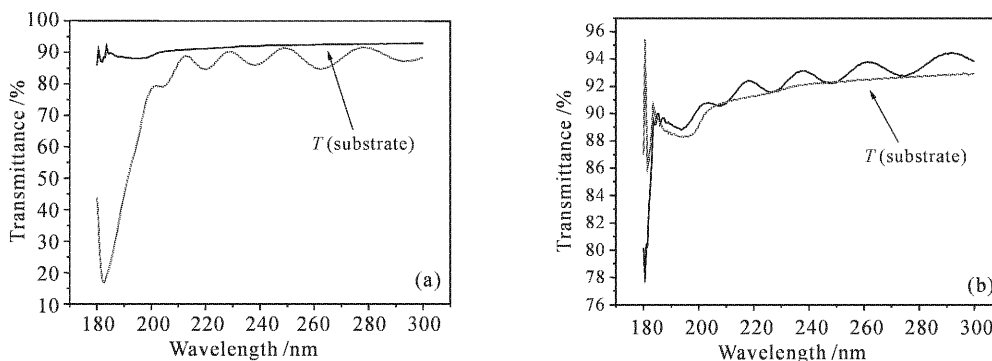 100
90
80
70
60
50
40
30
20
10
Transmittance /%
T (substrate)
(a)
180 200 220 240 260 280 300
Wavelength /nm
96
94
92
90
88
86
84
82
80
78
76
Transmittance /%
T (substrate)
(b)
180 200 220 240 260 280 300
Wavelength /nm